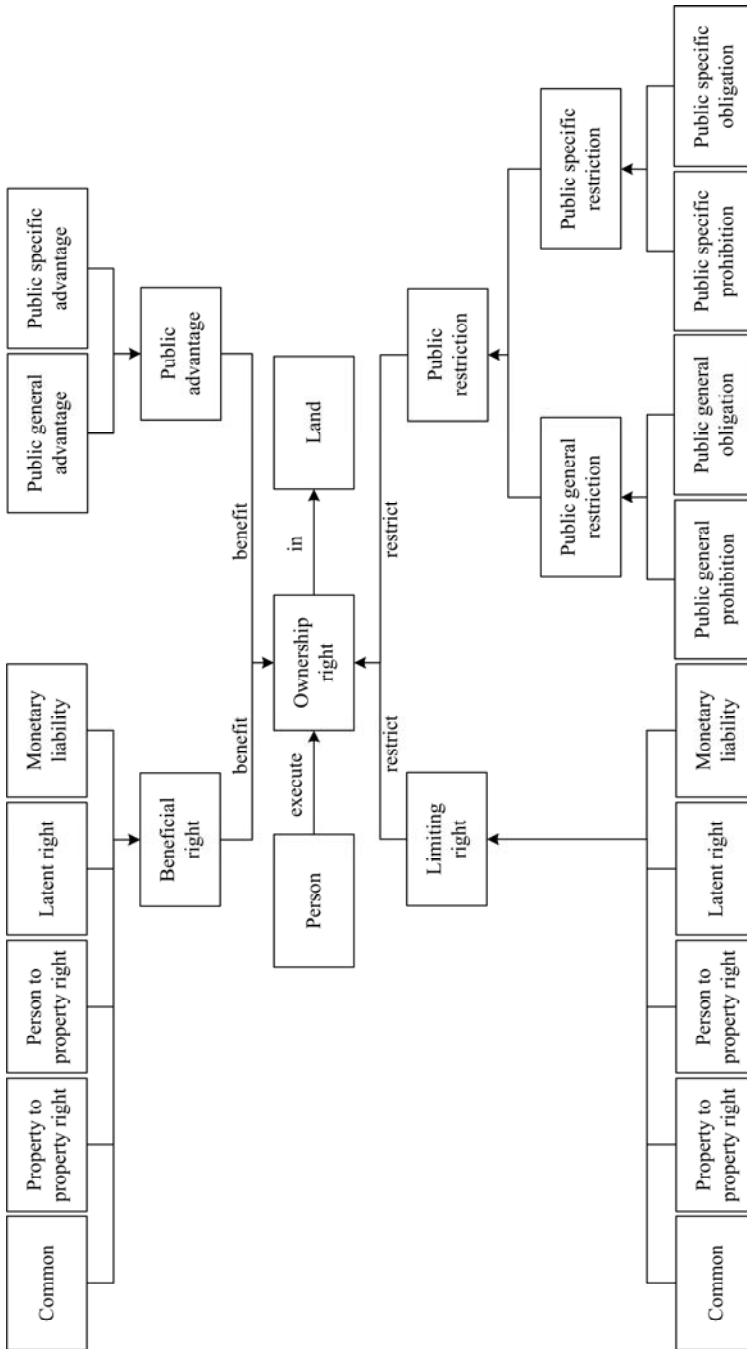 Common
Property to
property right
Person to
property right
Latent right
Monetary
liability
Public general
advantage
Public specific
advantage
Beneficial
right
Public
advantage
benefit
benefit
Person
execute
Ownership
right
in
Land
restrict
restrict
Limiting
right
Public
restriction
Public general
restriction
Public specific
restriction
Common
Property to
property right
Person to
property right
Latent right
Monetary
liability
Public general
prohibition
Public general
obligation
Public specific
prohibition
Public specific
obligation